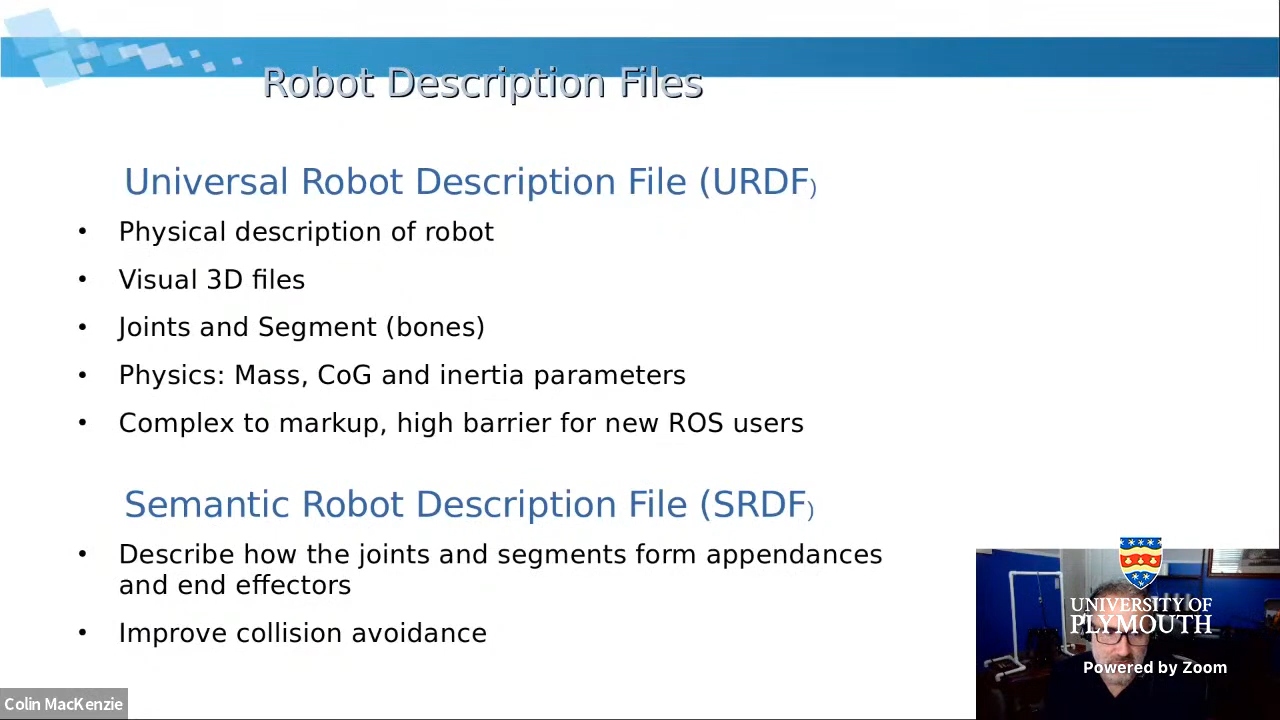 Robot Description Files
Universal Robot Description File (URDF)
• Physical description of robot
• Visual 3D files
• Joints and Segment (bones)
• Physics: Mass, CoG and inertia parameters
• Complex to markup, high barrier for new ROS users
Semantic Robot Description File (SRDF)
• Describe how the joints and segments form appendances
and end effectors
• Improve collision avoidance
UNIVERSITY OF
PLYMOUTH
Powered by Zoom
Colin MacKenzie